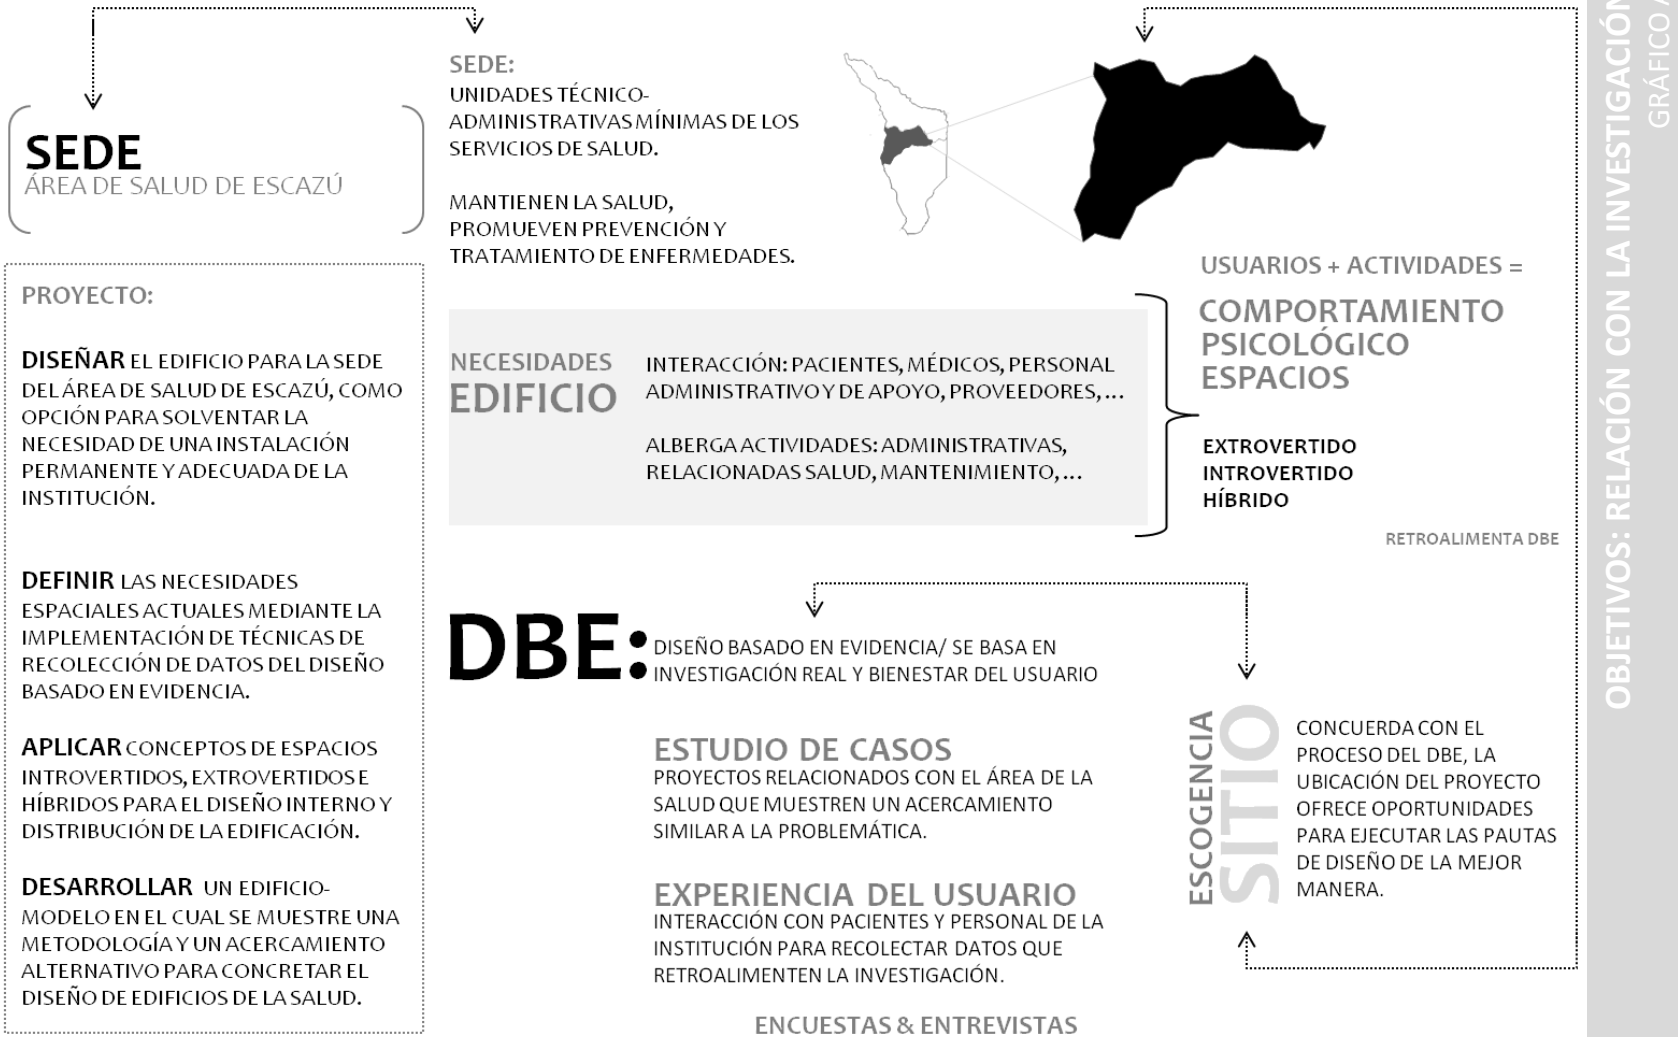 SEDE
ÁREA DE SALUD DE ESCAZÚ
PROYECTO:
DISEÑAR EL EDIFICIO PARA LA SEDE
DEL ÁREA DE SALUD DE ESCAZÚ, COMO
OPCIÓN PARA SOLVENTAR LA
NECESIDAD DE UNA INSTALACIÓN
PERMANENTE Y ADECUADA DE LA
INSTITUCIÓN.
DEFINIR LAS NECESIDADES
ESPACIALES ACTUALES MEDIANTE LA
IMPLEMENTACIÓN DE TÉCNICAS DE
RECOLECCIÓN DE DATOS DEL DISEÑO
BASADO EN EVIDENCIA.
APLICAR CONCEPTOS DE ESPACIOS
INTROVERTIDOS, EXTROVERTIDOS E
HÍBRIDOS PARA EL DISEÑO INTERNO Y
DISTRIBUCIÓN DE LA EDIFICACIÓN.
DESARROLLAR UN EDIFICIO-
MODELO EN EL CUAL SE MUESTRE UNA
METODOLOGÍA Y UN ACERCAMIENTO
ALTERNATIVO PARA CONCRETAR EL
DISEÑO DE EDIFICIOS DE LA SALUD.
SEDE:
UNIDADES TÉCNICO-
ADMINISTRATIVAS MÍNIMAS DE LOS
SERVICIOS DE SALUD.
MANTIENEN LA SALUD,
PROMUEVEN PREVENCIÓN Y
TRATAMIENTO DE ENFERMEDADES.
NECESIDADES
EDIFICIO
INTERACCIÓN: PACIENTES, MÉDICOS, PERSONAL
ADMINISTRATIVO Y DE APOYO, PROVEEDORES, ...
ALBERGA ACTIVIDADES: ADMINISTRATIVAS,
RELACIONADAS SALUD, MANTENIMIENTO, ...
USUARIOS + ACTIVIDADES =
COMPORTAMIENTO
PSICOLÓGICO
ESPACIOS
EXTROVERTIDO
INTROVERTIDO
HÍBRIDO
RETROALIMENTA DBE
DBE:
DISEÑO BASADO EN EVIDENCIA/ SE BASA EN
INVESTIGACIÓN REAL Y BIENESTAR DEL USUARIO
ESTUDIO DE CASOS
PROYECTOS RELACIONADOS CON EL ÁREA DE LA
SALUD QUE MUESTREN UN ACERCAMIENTO
SIMILAR A LA PROBLEMÁTICA.
EXPERIENCIA DEL USUARIO
INTERACCIÓN CON PACIENTES Y PERSONAL DE LA
INSTITUCIÓN PARA RECOLECTAR DATOS QUE
RETROALIMENTEN LA INVESTIGACIÓN.
ENCUESTAS & ENTREVISTAS
ESCOGENCIA
SITIO
CONCUERDA CON EL
PROCESO DEL DBE, LA
UBICACIÓN DEL PROYECTO
OFRECE OPORTUNIDADES
PARA EJECUTAR LAS PAUTAS
DE DISEÑO DE LA MEJOR
MANERA.
OBJETIVOS: RELACIÓN CON LA INVESTIGACIÓN
GRÁFICO A